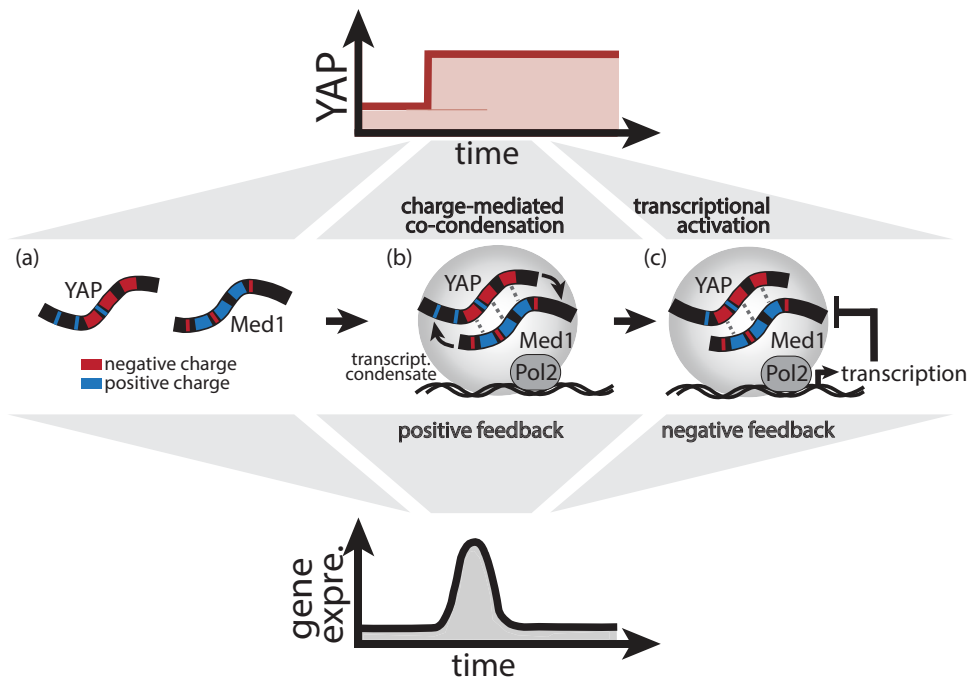 YAP
time
charge-mediated
co-condensation
transcriptional
activation
(a)
YAP
Med1
negative charge
positive charge
(b)
YAP
Med1
transcript.
condensate
Pol2
(c)
YAP
Med1
Pol2
transcription
positive feedback
negative feedback
gene
expre.
time